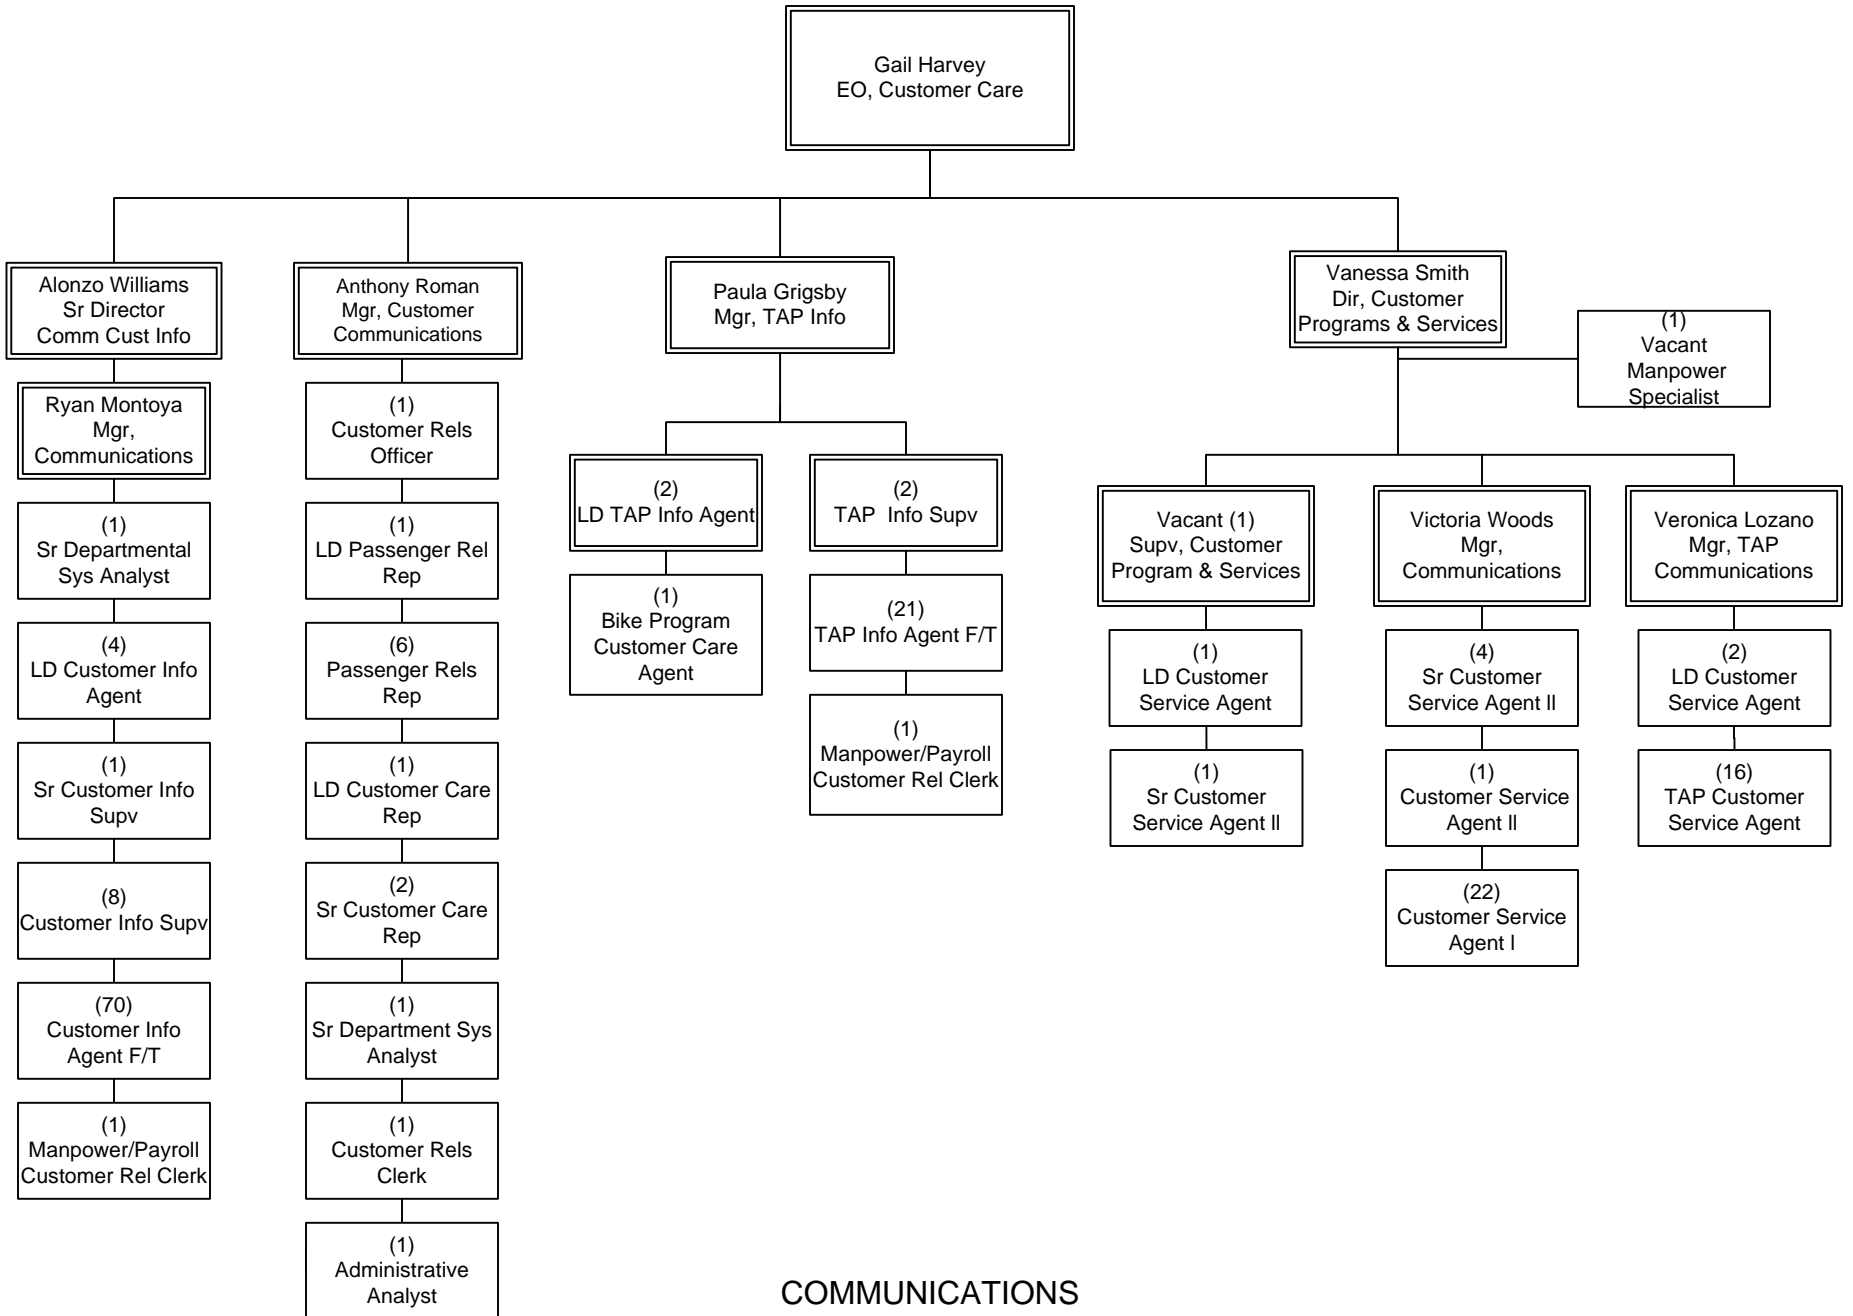 Gail Harvey
EO, Customer Care
Alonzo Williams
Sr Director
Comm Cust Info
Ryan Montoya
Mgr,
Communications
(1)
Sr Departmental
Sys Analyst
(4)
LD Customer Info
Agent
(1)
Sr Customer Info
Supv
(8)
Customer Info Supv
(70)
Customer Info
Agent F/T
(1)
Manpower/Payroll
Customer Rel Clerk
Anthony Roman
Mgr, Customer
Communications
(1)
Customer Rels
Officer
(1)
LD Passenger Rel
Rep
(6)
Passenger Rels
Rep
(1)
LD Customer Care
Rep
(2)
Sr Customer Care
Rep
(1)
Sr Department Sys
Analyst
(1)
Customer Rels
Clerk
(1)
Administrative
Analyst
Paula Grigsby
Mgr, TAP Info
(2)
LD TAP Info Agent
(1)
Bike Program
Customer Care
Agent
(2)
TAP  Info Supv
(21)
TAP Info Agent F/T
(1)
Manpower/Payroll
Customer Rel Clerk
Vanessa Smith
Dir, Customer
Programs & Services
(1)
Vacant
Manpower
Specialist
Vacant (1)
Supv, Customer
Program & Services
(1)
LD Customer
Service Agent
(1)
Sr Customer
Service Agent ll
Victoria Woods
Mgr,
Communications
(4)
Sr Customer
Service Agent ll
(1)
Customer Service
Agent ll
(22)
Customer Service
Agent I
Veronica Lozano
Mgr, TAP
Communications
(2)
LD Customer
Service Agent
(16)
TAP Customer
Service Agent
COMMUNICATIONS